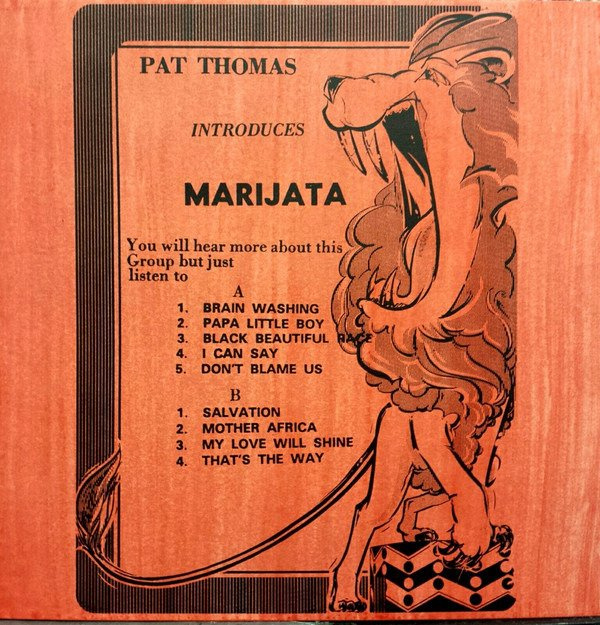 PAT THOMAS
INTRODUCES
MARIJATA
You will hear more about this
Group but just
listen to
A
1. BRAIN WASHING
2. PAPA LITTLE BOY
3. BLACK BEAUTIFUL RACE
4. I CAN SAY
5. DON'T BLAME US
B
1. SALVATION
2. MOTHER AFRICA
3. MY LOVE WILL SHINE
4. THAT'S THE WAY